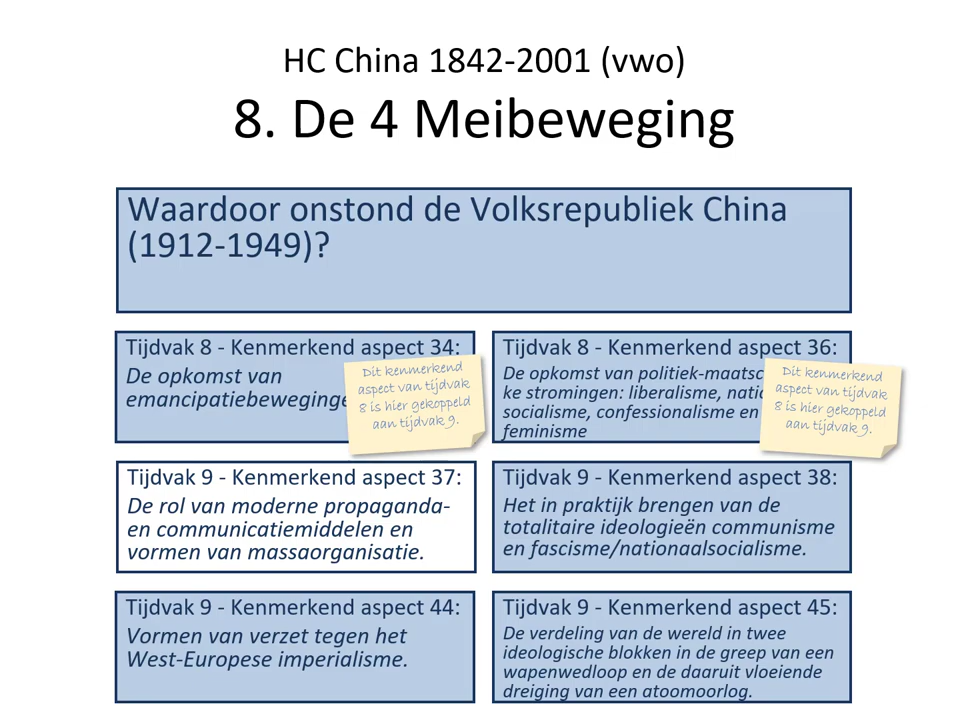 HC China 1842-2001 (vwo)
8. De 4 Meibeweging
Waardoor onstond de Volksrepubliek China
(1912-1949)?
Tijdvak 8 - Kenmerkend aspect 34:
De opkomst van
Dit kenmerkend
aspect van tijdvak
8 is hier gekoppeld
aan tijdvak 9.
Tijdvak 8 - Kenmerkend aspect 36:
De opkomst van
ke stromingen: liberalisme,
socialisme, confessionalisme en
feminisme
Dit kenmerkend
aspect van tijdvak
8 is hier gekoppeld
aan tijdvak 9.
Tijdvak 9 - Kenmerkend aspect 37:
De rol van moderne propaganda-
en communicatiemiddelen en
vormen van massaorganisatie.
Tijdvak 9 - Kenmerkend aspect 38:
Het in praktijk brengen van de
totalitaire ideologieën communisme
en fascisme/nationaalsocialisme.
Tijdvak 9 - Kenmerkend aspect 44:
Vormen van verzet tegen het
West-Europese imperialisme.
Tijdvak 9 - Kenmerkend aspect 45:
De verdeling van de wereld in twee
ideologische blokken in de greep van een
wapenwedloop en de daaruit vloeiende
dreiging van een atoomoorlog.